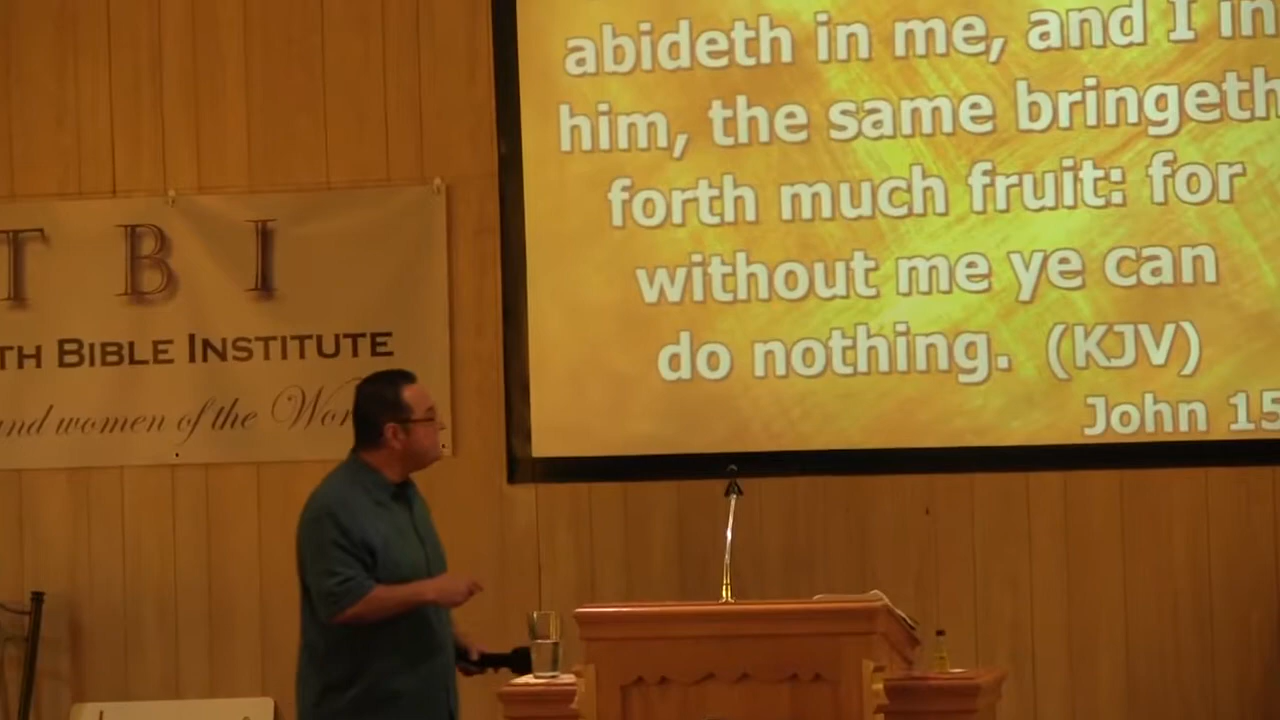 T B I
TH BIBLE INSTITUTE
and women of the Wor
abideth in me, and I in
him, the same bringeth
forth much fruit: for
without me ye can
do nothing. (KJV)
John 15